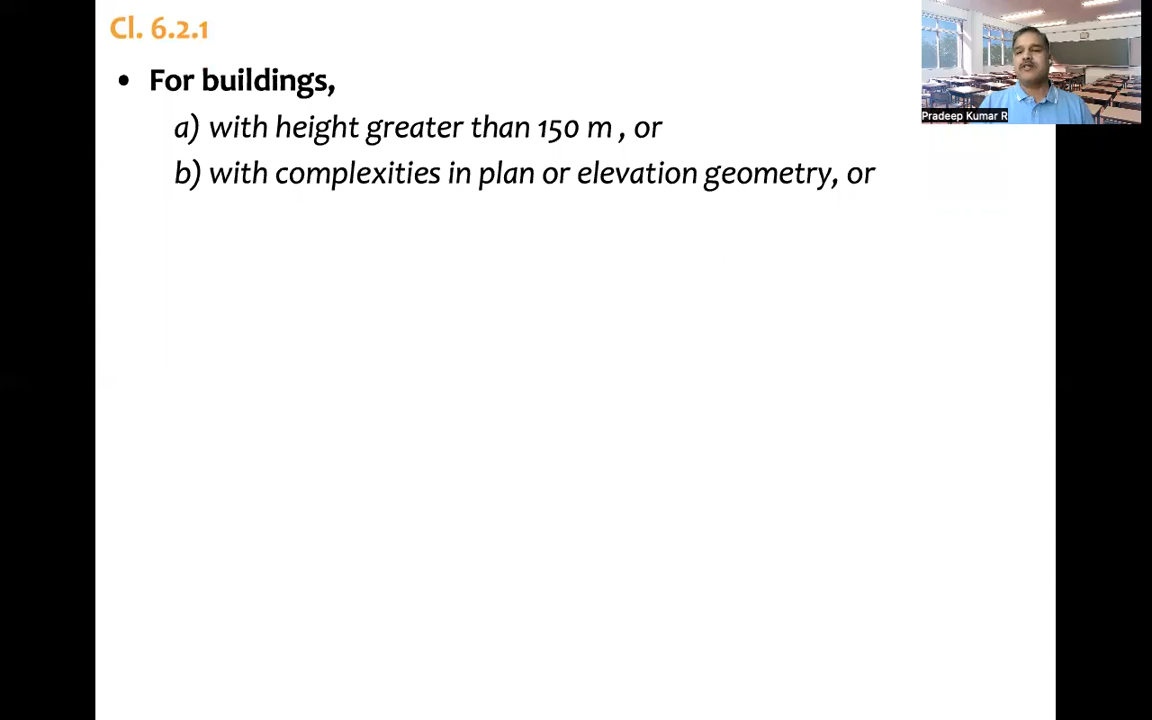 Cl. 6.2.1
• For buildings,
a) with height greater than 150 m , or
b) with complexities in plan or elevation geometry, or
Pradeep Kumar R